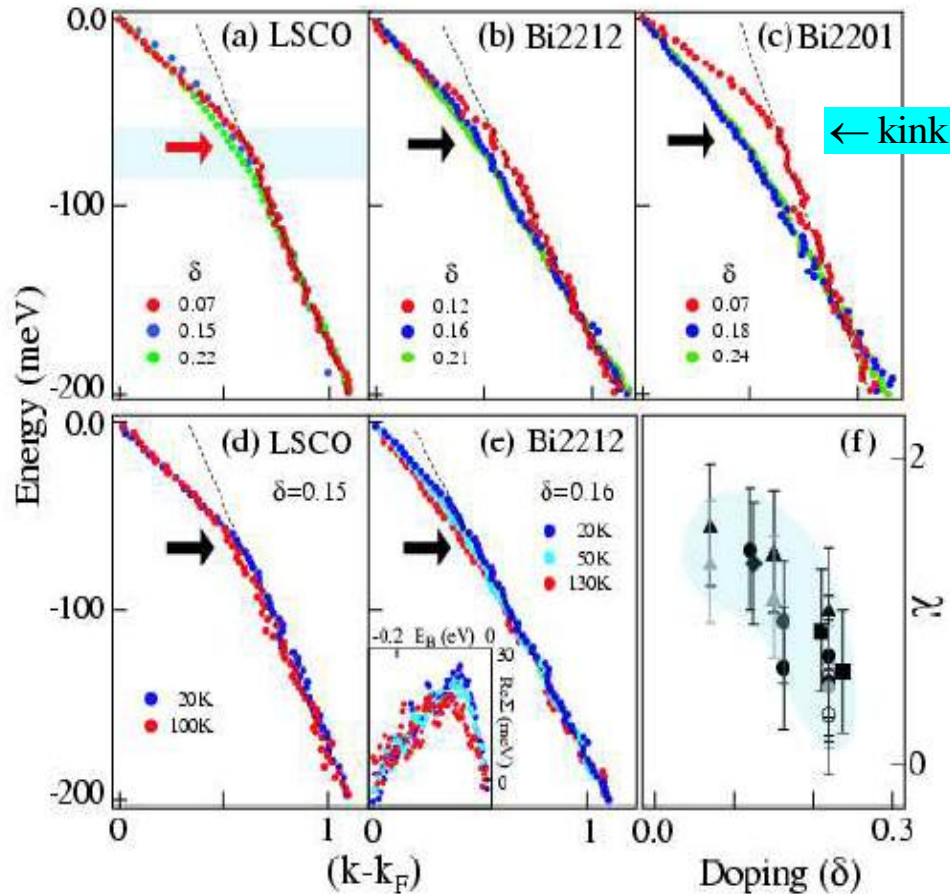 0.0
(a) LSCO
(b) Bi2212
(c) Bi2201
← kink
-100
-200
δ
0.07
0.15
0.22
δ
0.12
0.16
0.21
δ
0.07
0.18
0.24
Energy (meV)
0.0
(d) LSCO
δ=0.15
(e) Bi2212
δ=0.16
20K
50K
130K
(f)
2
-100
-0.2 E_B (eV) 0
30
ReΣ (meV)
0
20K
100K
λ'
0
-200
0
1
0
1
0.0
0.3
(k-k_F)
Doping (δ)